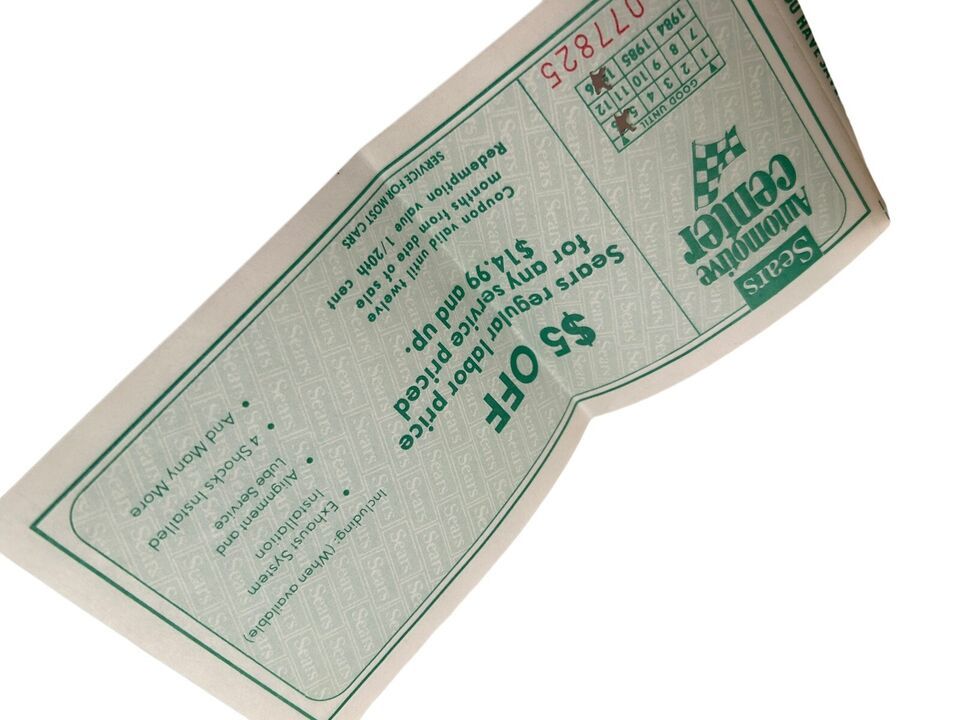 Sears
Automotive
center
GOOD UNTIL
1 2 3 4 5
7 8 9 10 11 12
1984 1985
077825
$5 OFF
Sears regular labor price
for any service priced
$14.99 and up.
Coupon valid until twelve
months from date of sale
Redemption value 1/20th cent
SERVICE FOR MOST CARS
Including: (When available)
• Exhaust System
Installation
• Alignment and
Lube Service
• 4 Shocks Installed
• And Many More